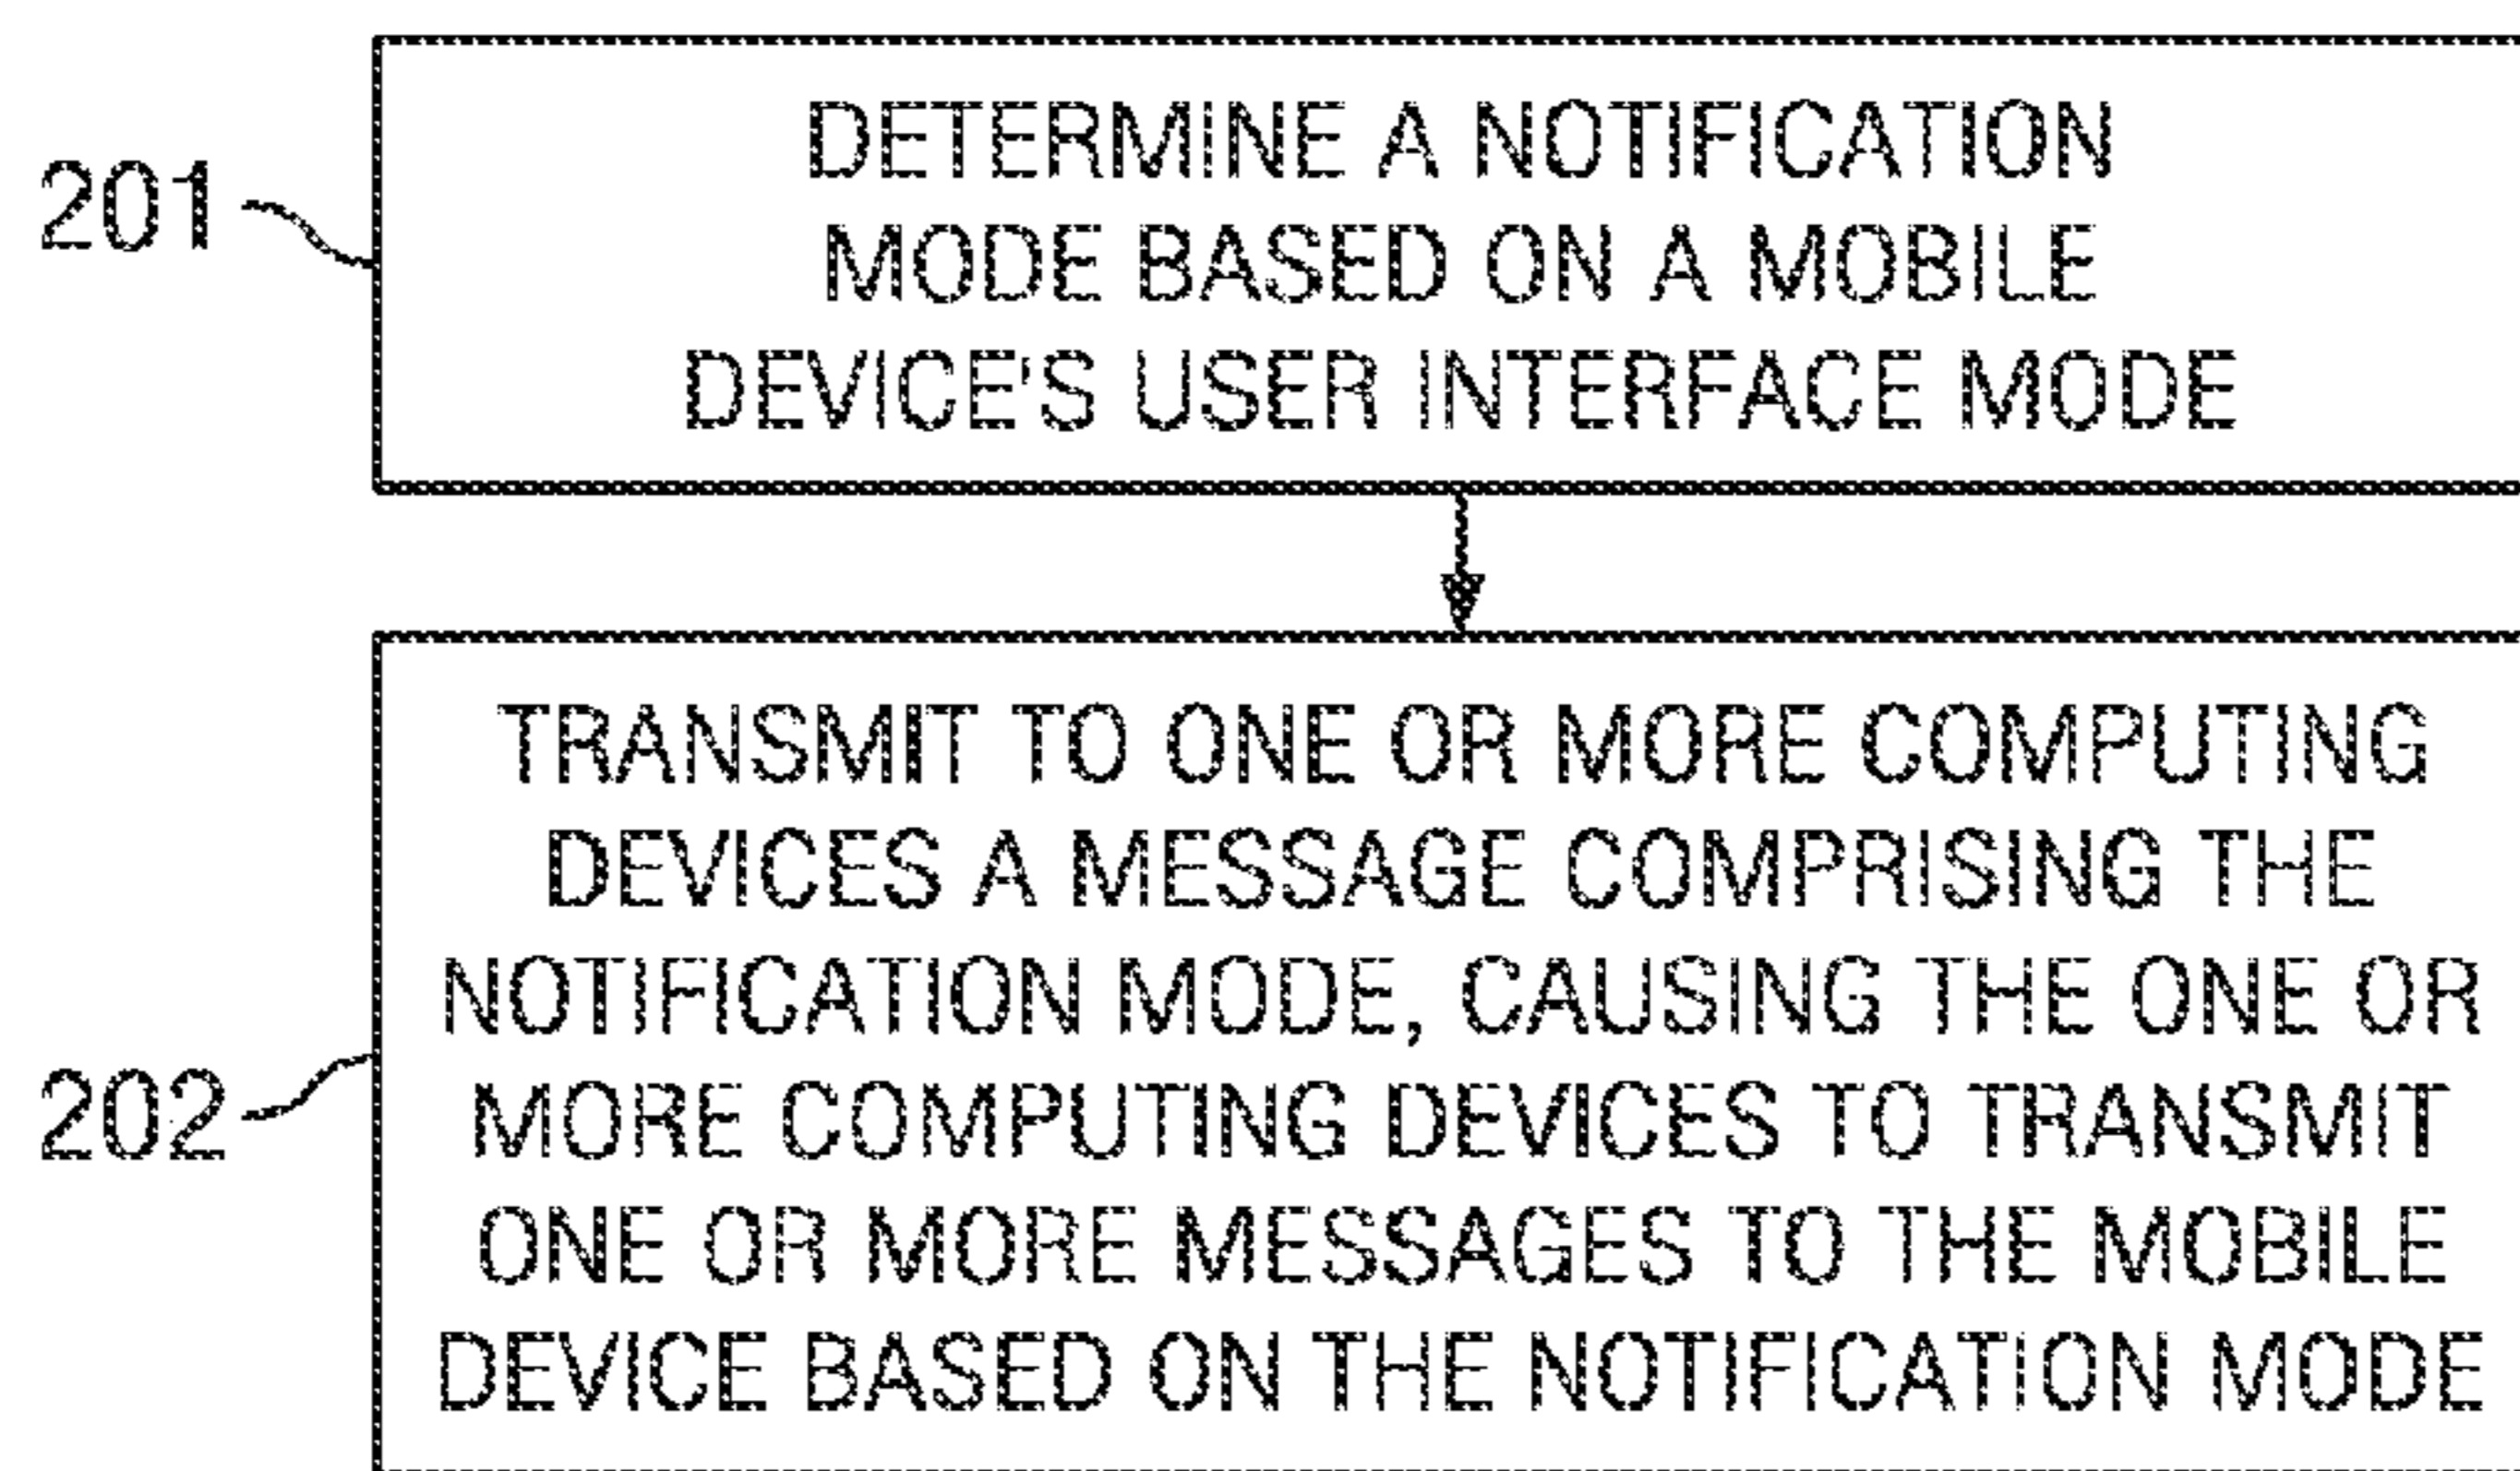 201
DETERMINE A NOTIFICATION
MODE BASED ON A MOBILE
DEVICE'S USER INTERFACE MODE
202
TRANSMIT TO ONE OR MORE COMPUTING
DEVICES A MESSAGE COMPRISING THE
NOTIFICATION MODE, CAUSING THE ONE OR
MORE COMPUTING DEVICES TO TRANSMIT
ONE OR MORE MESSAGES TO THE MOBILE
DEVICE BASED ON THE NOTIFICATION MODE